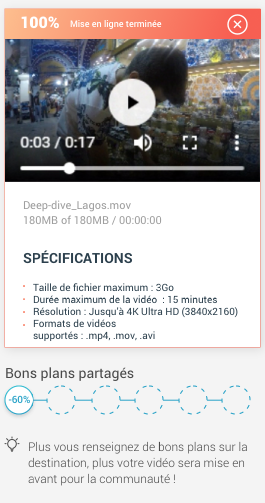 100% Mise en ligne terminée
0:03 / 0:17
Deep-dive_Lagos.mov
180MB of 180MB / 00:00:00
SPÉCIFICATIONS
Taille de fichier maximum : 3Go
Durée maximum de la vidéo : 15 minutes
Résolution : Jusqu'à 4K Ultra HD (3840x2160)
Formats de vidéos
supportés : .mp4, .mov, .avi
Bons plans partagés
-60%
Plus vous renseignez de bons plans sur la
destination, plus votre vidéo sera mise en
avant pour la communauté !